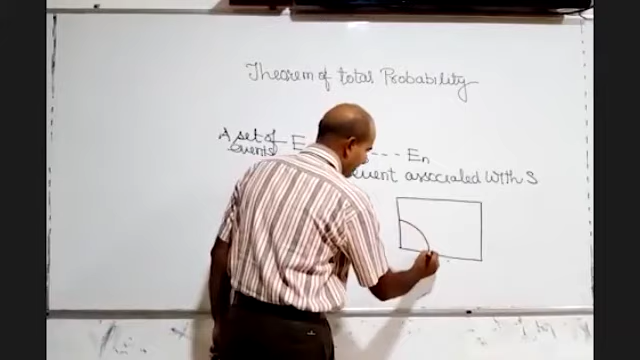 Theorem of total Probability
A set of E
events --- En
event associated with S